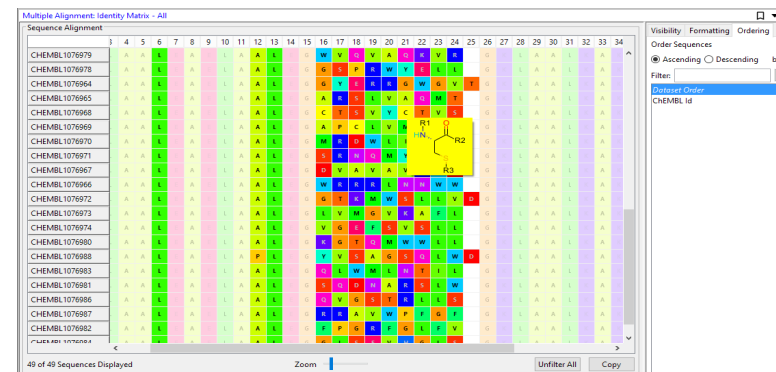 Multiple Alignment: Identity Matrix - All
Sequence Alignment
4 5 6 7 8 9 10 11 12 13 14 15 16 17 18 19 20 21 22 23 24 25 26 27 28 29 30 31 32 33 34
CHEMBL1076979 A A L A L A A L G W V Q V A Q K V R G L A A L A
CHEMBL1076978 A A L A L A A L G G S P R W Y E L L G L A A L A
CHEMBL1076964 A A L A L A A L G G Y E R R G W G V T G L A A L A
CHEMBL1076965 A A L A L A A L G A R S L V A Q M T G L A A L A
CHEMBL1076968 A A L A L A A L G C T S V Y C T V S G L A A L A
CHEMBL1076969 A A L A L A A L G A P C L V G L A A L A
CHEMBL1076970 A A L A L A A L G M R D W L G L A A L A
CHEMBL1076971 A A L A L A A L G S R N Q M Y G L A A L A
CHEMBL1076967 A A L A L A A L G D V A V A V G L A A L A
CHEMBL1076966 A A L A L A A L G W R R R L N N W W G L A A L A
CHEMBL1076972 A A L A L A A L G G T K M W S L L V D G L A A L A
CHEMBL1076973 A A L A L A A L G L V M G V K A F L G L A A L A
CHEMBL1076974 A A L A L A A L G V G E F S V S L L G L A A L A
CHEMBL1076980 A A L A L A A L G K G T Q M W W L L G L A A L A
CHEMBL1076988 A A L A L A P L G Y V S A G S Q L W D G L A A L A
CHEMBL1076983 A A L A L A A L G Q L W M L N T I L G L A A L A
CHEMBL1076981 A A L A L A A L G S Q D N A R S L W G L A A L A
CHEMBL1076986 A A L A L A A L G Q V G S T R L L S G L A A L A
CHEMBL1076987 A A L A L A A L G R R A V W P F G F G L A A L A
CHEMBL1076982 A A L A L A A L G F P G R F G L F V G L A A L A
CHEMBL1076984
R1
HN
O
R2
S
R3
49 of 49 Sequences Displayed
Zoom
Unfilter All
Copy
Visibility Formatting Ordering
Order Sequences
Ascending Descending b
Filter:
Dataset Order
ChEMBL Id